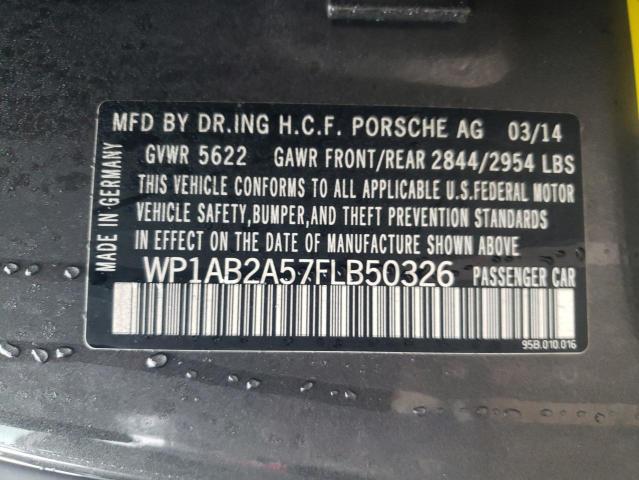 MFD BY DR.ING H.C.F. PORSCHE AG 03/14
GVWR 5622 GAWR FRONT/REAR 2844/2954 LBS
THIS VEHICLE CONFORMS TO ALL APPLICABLE U.S.FEDERAL MOTOR
VEHICLE SAFETY,BUMPER,AND THEFT PREVENTION STANDARDS
IN EFFECT ON THE DATE OF MANUFACTURE SHOWN ABOVE
WP1AB2A57FLB50326 PASSENGER CAR
95B.010.016
MADE IN GERMANY